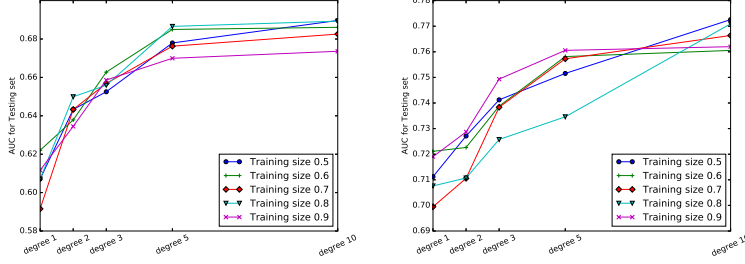 0.68
0.66
0.64
0.62
0.60
0.58
AUC for Testing set
degree 1
degree 2
degree 3
degree 5
degree 10
Training size 0.5
Training size 0.6
Training size 0.7
Training size 0.8
Training size 0.9
0.78
0.77
0.76
0.75
0.74
0.73
0.72
0.71
0.70
0.69
AUC for Testing set
degree 1
degree 2
degree 3
degree 5
degree 1
Training size 0.5
Training size 0.6
Training size 0.7
Training size 0.8
Training size 0.9